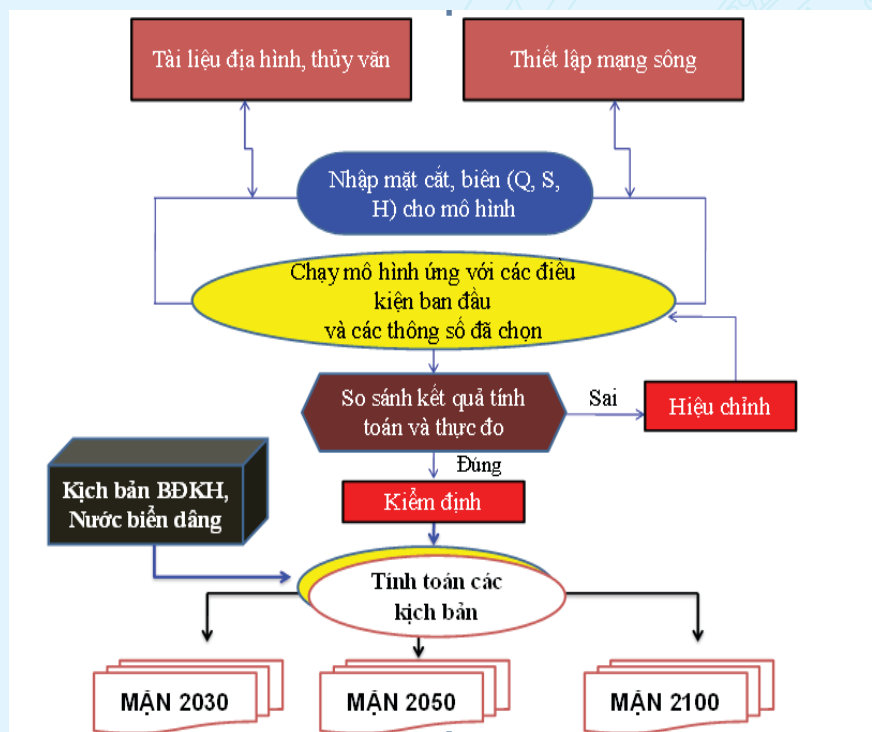 Tài liệu địa hình, thủy văn
Thiết lập mạng sông
Nhập mặt cắt, biên (Q, S,
H) cho mô hình
Chạy mô hình ứng với các điều
kiện ban đầu
và các thông số đã chọn
So sánh kết quả tính
toán và thực đo
Sai
Hiệu chỉnh
Đúng
Kiểm định
Kịch bản BĐKH,
Nước biển dâng
Tính toán các
kịch bản
MẶN 2030
MẶN 2050
MẶN 2100